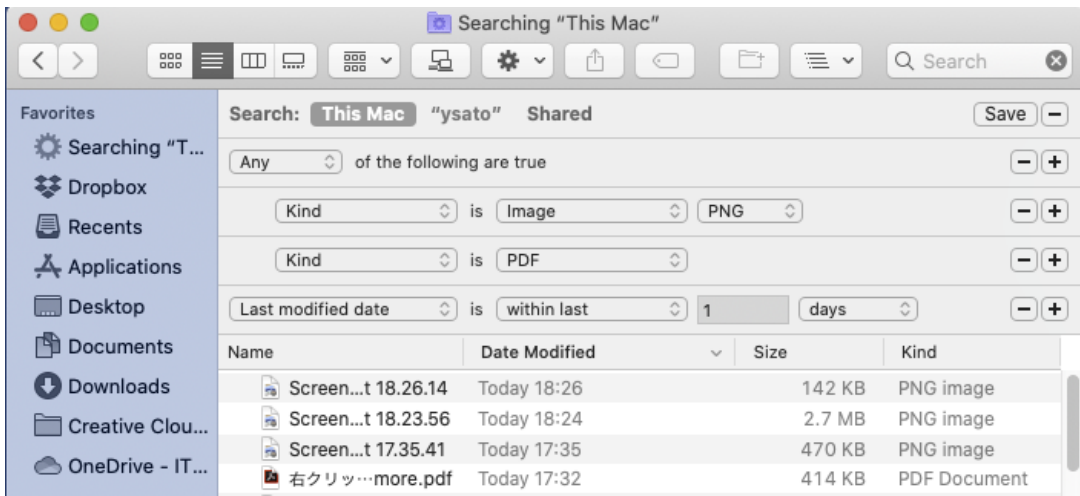 Searching “This Mac”
Search
Favorites
Searching “T...
Dropbox
Recents
Applications
Desktop
Documents
Downloads
Creative Clou...
OneDrive - IT...
Search: This Mac “ysato” Shared Save
Any of the following are true
Kind is Image PNG
Kind is PDF
Last modified date is within last 1 days
Name Date Modified Size Kind
Screen...t 18.26.14 Today 18:26 142 KB PNG image
Screen...t 18.23.56 Today 18:24 2.7 MB PNG image
Screen...t 17.35.41 Today 17:35 470 KB PNG image
右クリッ…more.pdf Today 17:32 414 KB PDF Document